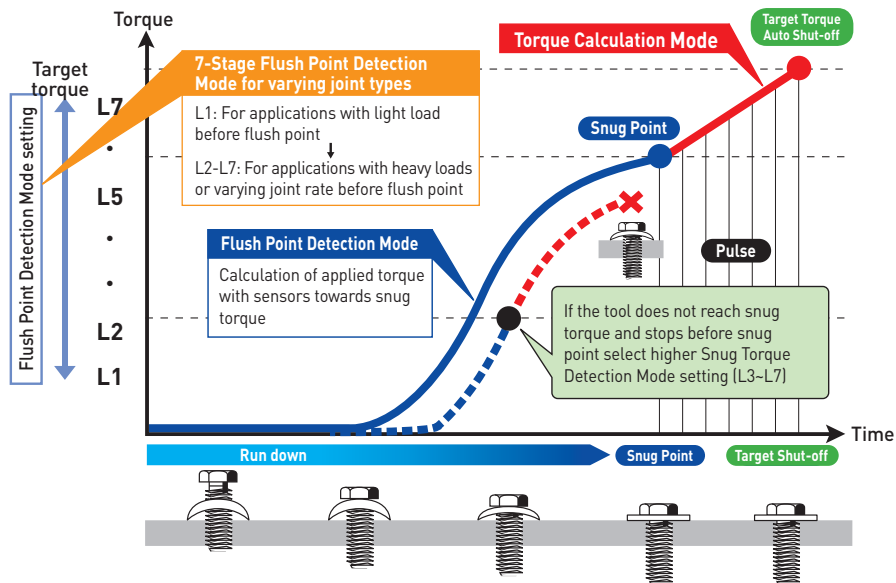 Torque
Target
torque
Flush Point Detection Mode setting
L7
L5
L2
L1
7-Stage Flush Point Detection
Mode for varying joint types
L1: For applications with light load
before flush point
L2-L7: For applications with heavy loads
or varying joint rate before flush point
Torque Calculation Mode
Target Torque
Auto Shut-off
Snug Point
Flush Point Detection Mode
Calculation of applied torque
with sensors towards snug
torque
Pulse
If the tool does not reach snug
torque and stops before snug
point select higher Snug Torque
Detection Mode setting (L3~L7)
Time
Run down
Snug Point
Target Shut-off